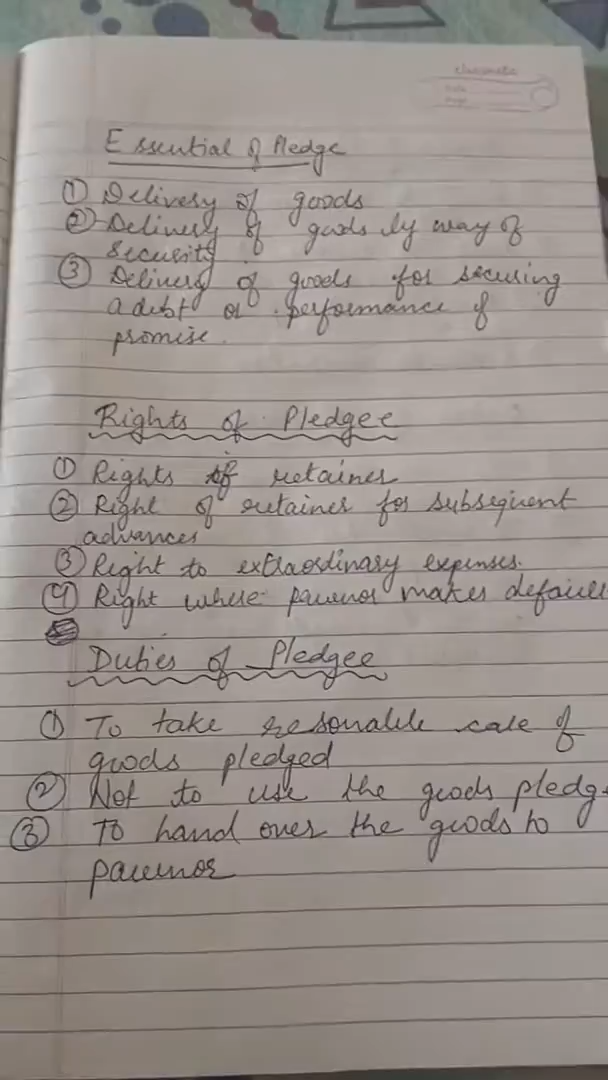 Essential of Pledge
① Delivery of goods
② Delivery of goods by way of
security
③ Delivery of goods for securing
a debt or performance of
promise.
Rights of Pledgee
① Rights of retainer
② Right of retainer for subsequent
advances
③ Right to extraordinary expenses.
④ Right where pawnor makes default
Duties of Pledgee
① To take resonable care of
goods pledged
② Not to use the goods pledg
③ To hand over the goods to
pawnor